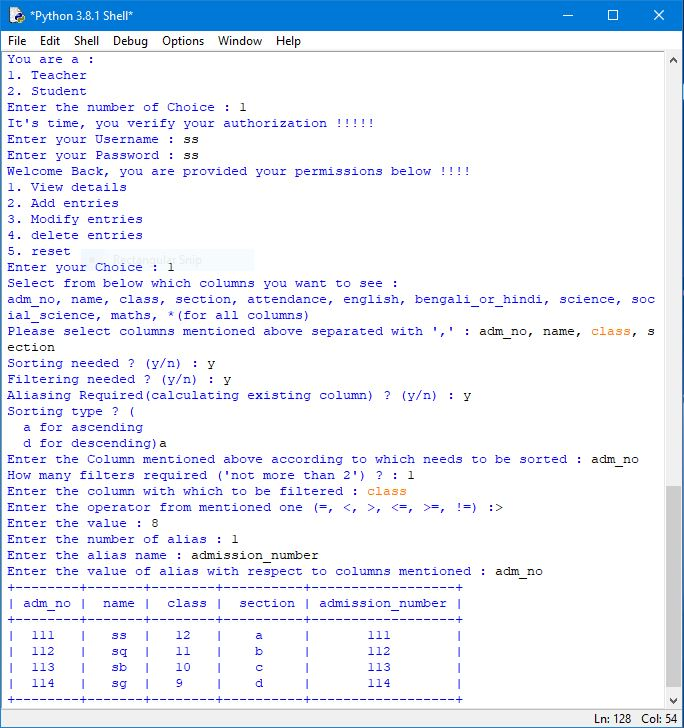 *Python 3.8.1 Shell*
File Edit Shell Debug Options Window Help
You are a :
1. Teacher
2. Student
Enter the number of Choice : 1
It's time, you verify your authorization !!!!!
Enter your Username : ss
Enter your Password : ss
Welcome Back, you are provided your permissions below !!!!
1. View details
2. Add entries
3. Modify entries
4. delete entries
5. reset
Rectangular Snip
Enter your Choice : 1
Select from below which columns you want to see :
adm_no, name, class, section, attendance, english, bengali_or_hindi, science, soc
ial_science, maths, *(for all columns)
Please select columns mentioned above separated with ',' : adm_no, name, class, s
ection
Sorting needed ? (y/n) : y
Filtering needed ? (y/n) : y
Aliasing Required(calculating existing column) ? (y/n) : y
Sorting type ? (
  a for ascending
  d for descending)a
Enter the Column mentioned above according to which needs to be sorted : adm_no
How many filters required ('not more than 2') ? : 1
Enter the column with which to be filtered : class
Enter the operator from mentioned one (=, <, >, <=, >=, !=) :>
Enter the value : 8
Enter the number of alias : 1
Enter the alias name : admission_number
Enter the value of alias with respect to columns mentioned : adm_no
+--------+------+-------+---------+------------------+
| adm_no | name | class | section | admission_number |
+--------+------+-------+---------+------------------+
| 111 | ss | 12 | a | 111 |
| 112 | sq | 11 | b | 112 |
| 113 | sb | 10 | c | 113 |
| 114 | sg | 9 | d | 114 |
+--------+------+-------+---------+------------------+
Ln: 128 Col: 54